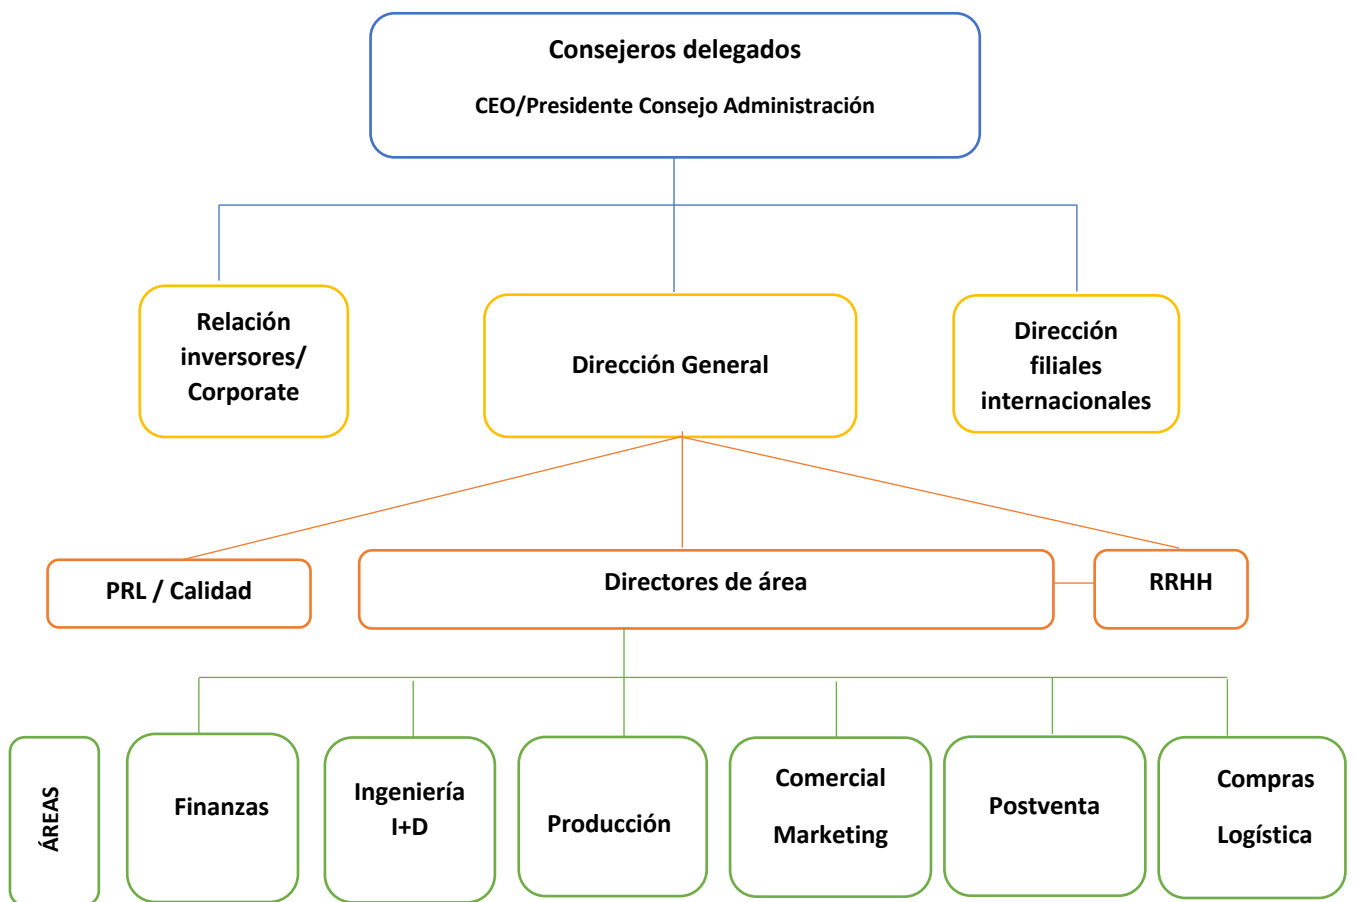 Consejeros delegados
CEO/Presidente Consejo Administración
Relación
inversores/
Corporate
Dirección General
Dirección
filiales
internacionales
PRL / Calidad
Directores de área
RRHH
ÁREAS
Finanzas
Ingeniería
I+D
Producción
Comercial
Marketing
Postventa
Compras
Logística